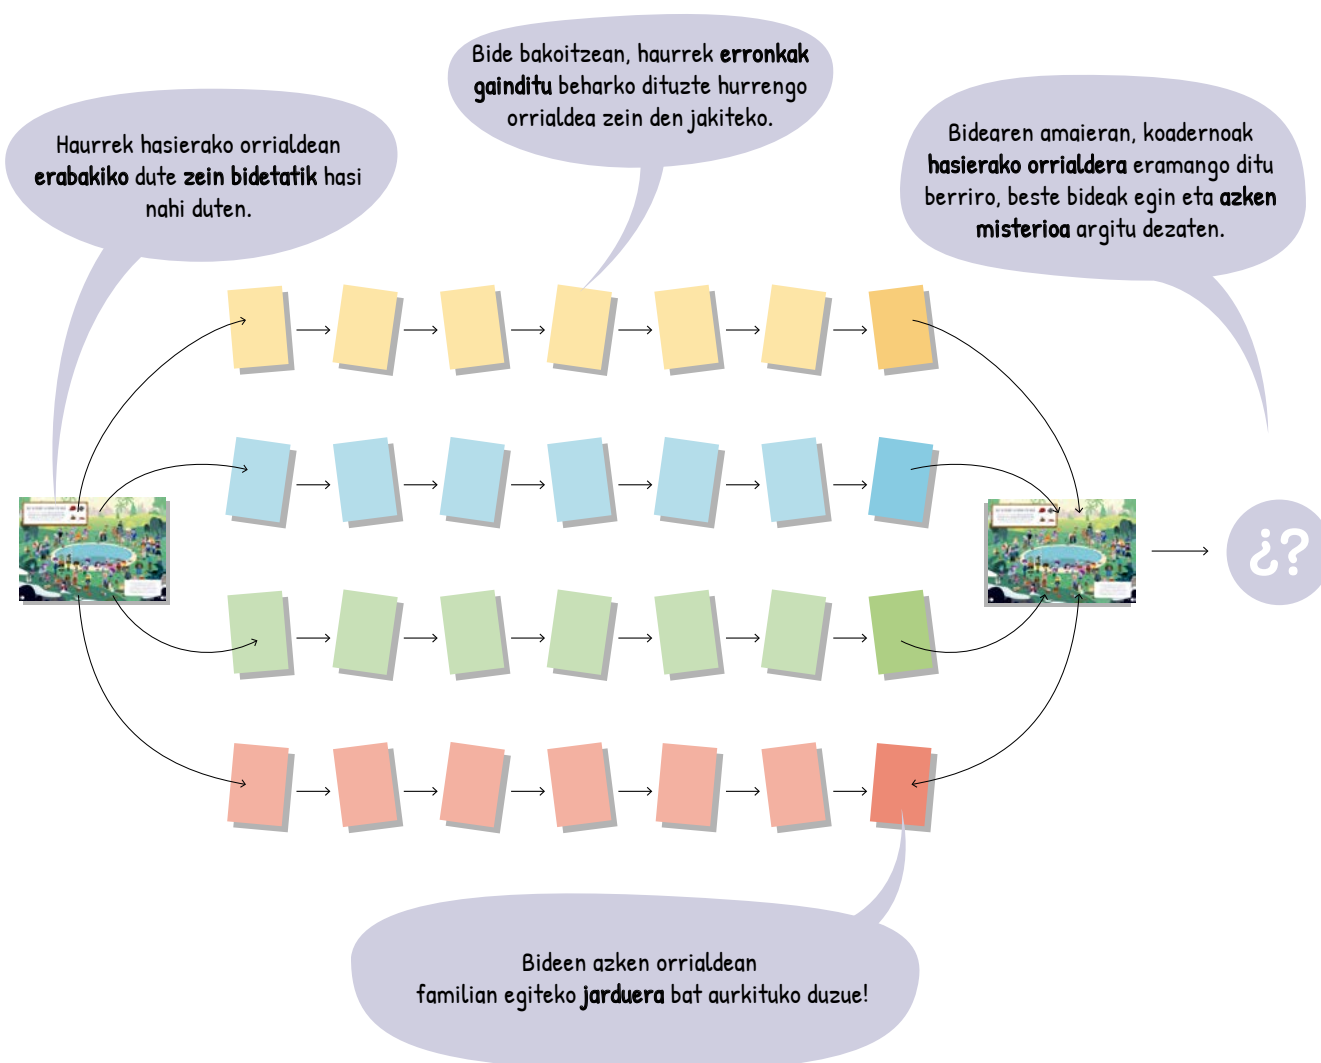 Bide bakoitzean, haurrek erronkak
gainditu beharko dituzte hurrengo
orrialdea zein den jakiteko.
Haurrek hasierako orrialdean
erabakiko dute zein bidetatik hasi
nahi duten.
Bidearen amaieran, koadernoak
hasierako orrialdera eramango ditu
berriro, beste bideak egin eta azken
misterioa argitu dezaten.
¿?
Bideen azken orrialdean
familian egiteko jarduera bat aurkituko duzue!